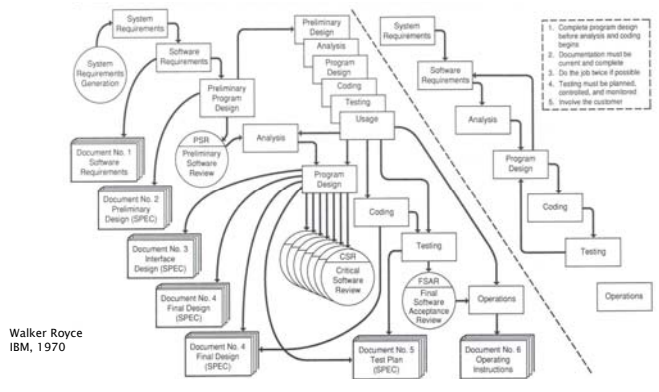 System
Requirements
System
Requirements
Generation
Software
Requirements
Preliminary
Program
Design
Preliminary
Design
Analysis
Program
Design
Coding
Testing
Usage
PSR
Preliminary
Software
Review
Analysis
Program
Design
Coding
Testing
CSR
Critical
Software
Review
FSAR
Final
Software
Acceptance
Review
Operations
Document No. 1
Software
Requirements
Document No. 2
Preliminary
Design (SPEC)
Document No. 3
Interface
Design (SPEC)
Document No. 4
Final Design
(SPEC)
Document No. 4
Final Design
(SPEC)
Document No. 5
Test Plan
(SPEC)
Document No. 6
Operating
Instructions
System
Requirements
Software
Requirements
Analysis
Program
Design
Coding
Testing
Operations
1. Complete program design
before analysis and coding
begins
2. Documentation must be
current and complete
3. Do the job twice if possible
4. Testing must be planned,
controlled, and monitored
5. Involve the customer
Walker Royce
IBM, 1970